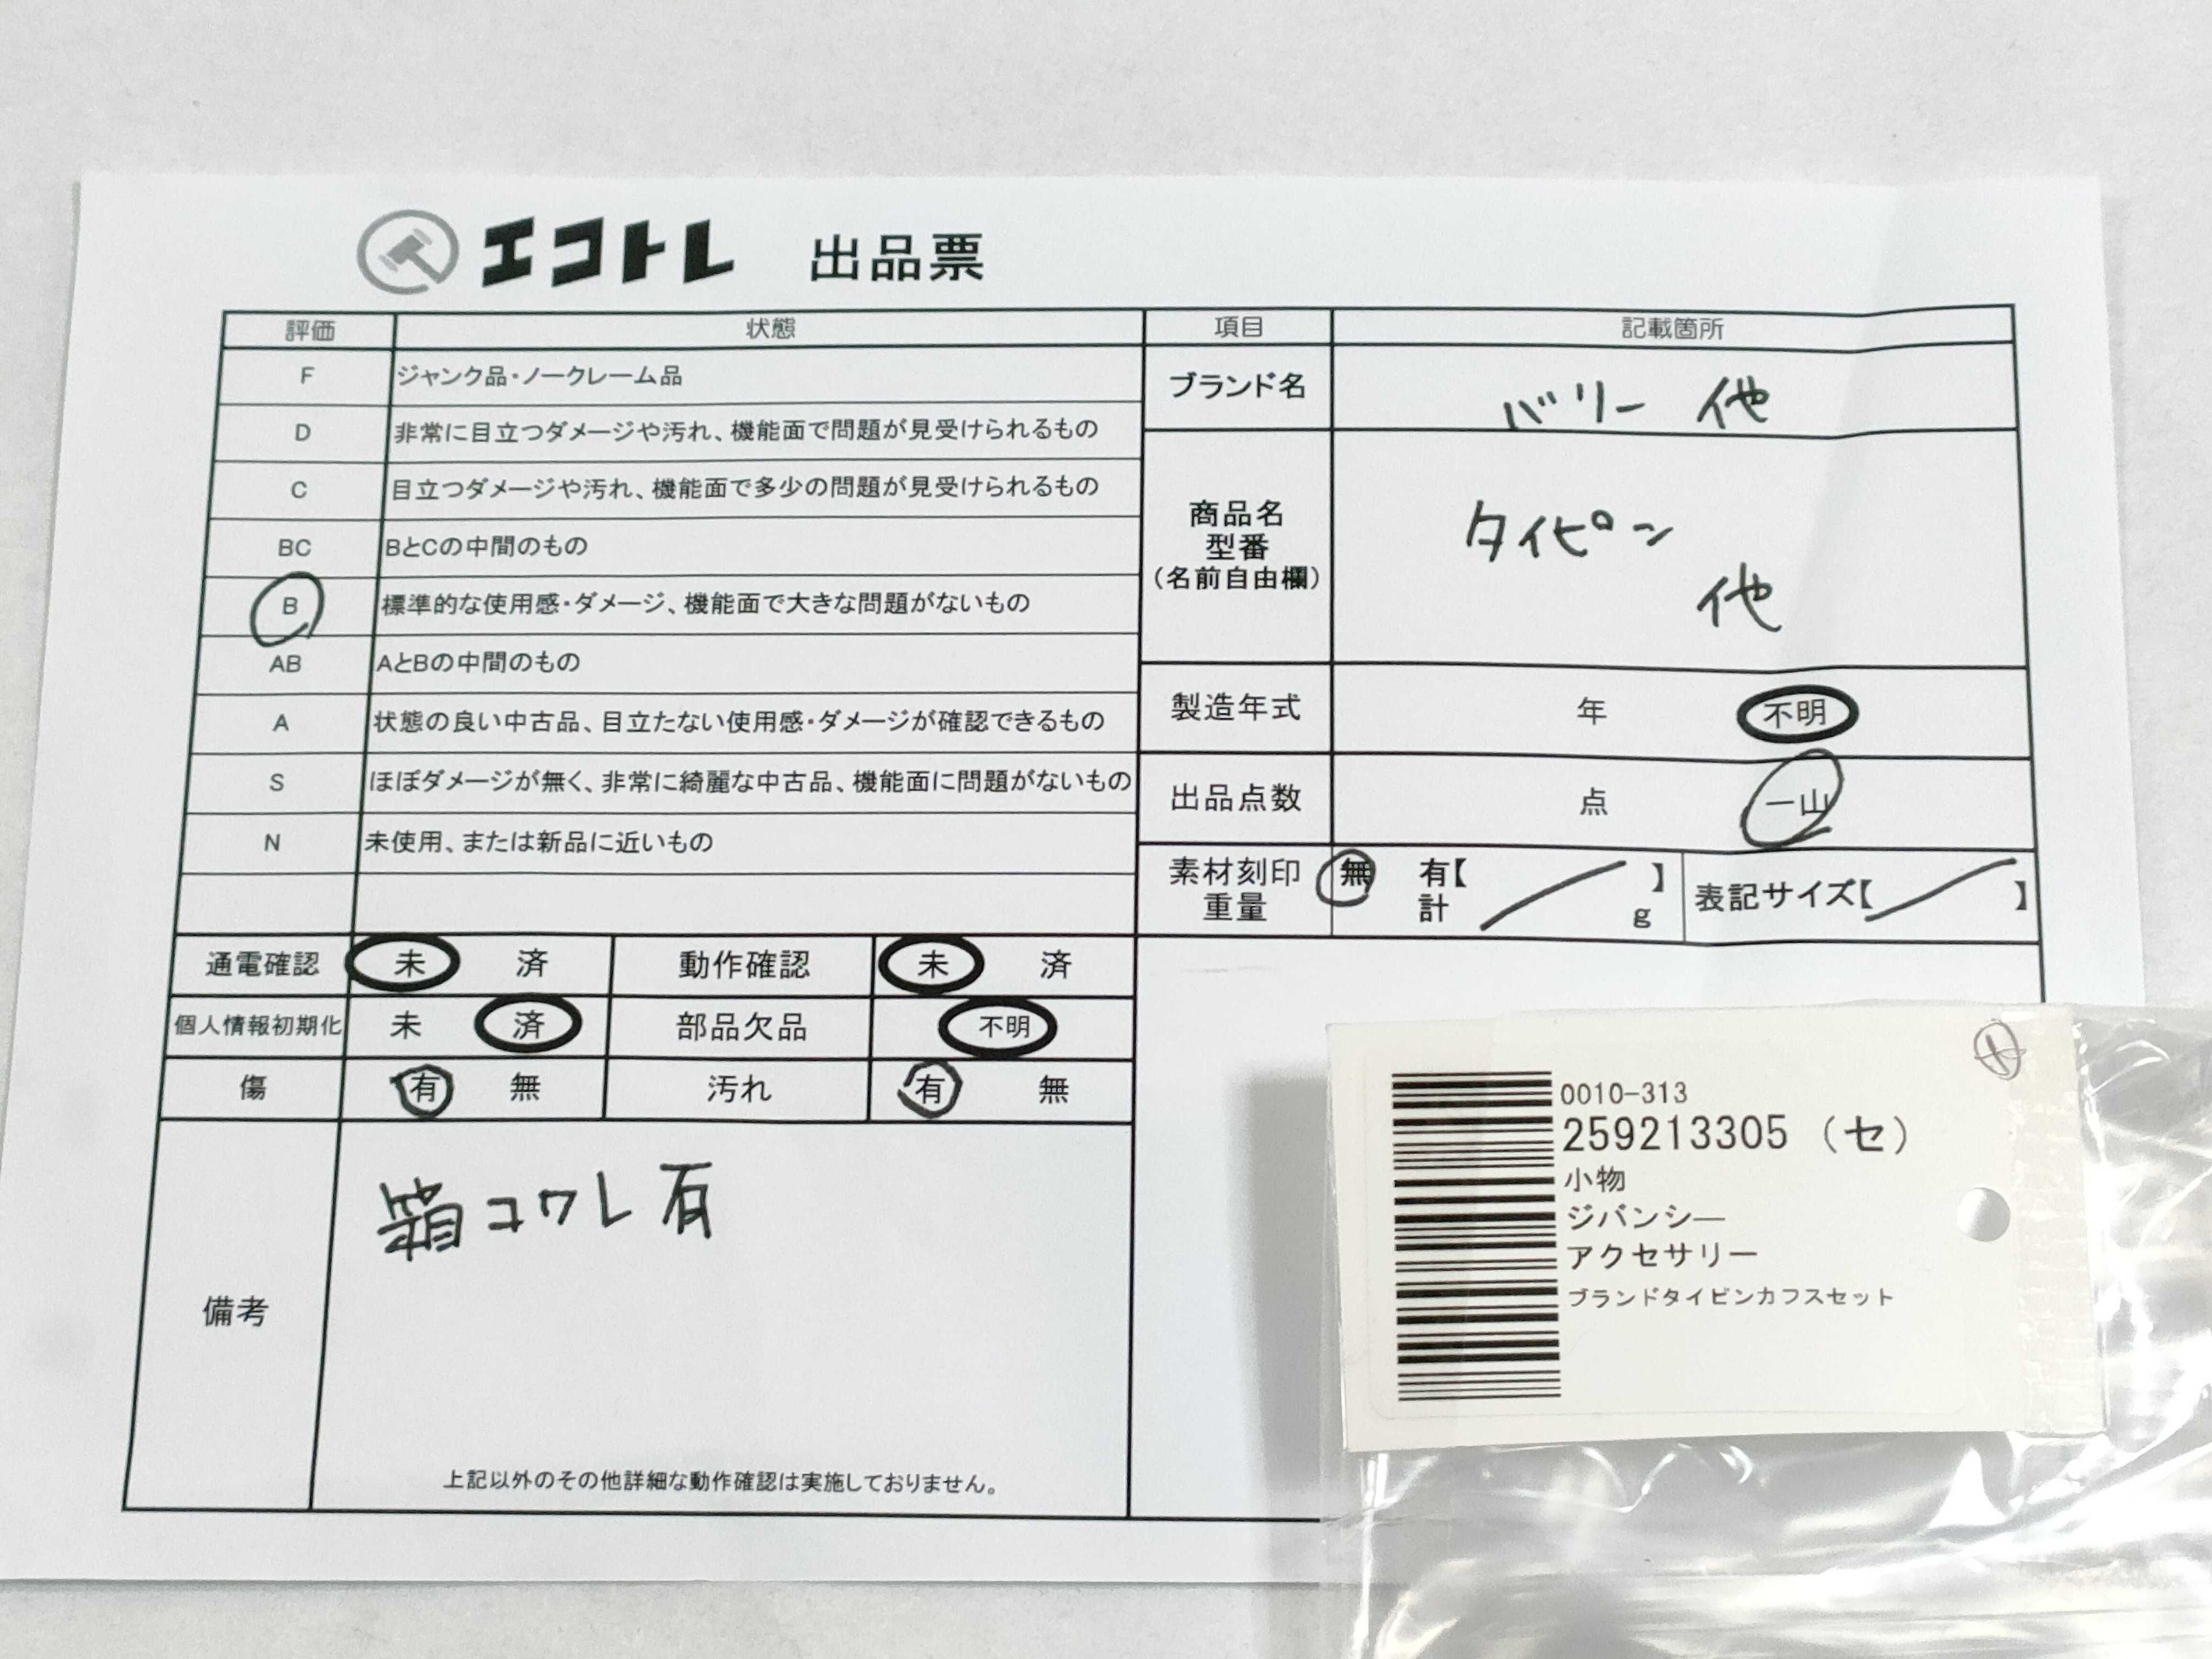 エコトレ 出品票
評価 状態 項目 記載箇所
F ジャンク品・ノークレーム品
D 非常に目立つダメージや汚れ、機能面で問題が見受けられるもの
C 目立つダメージや汚れ、機能面で多少の問題が見受けられるもの
BC BとCの中間のもの
B 標準的な使用感・ダメージ、機能面で大きな問題がないもの
AB AとBの中間のもの
A 状態の良い中古品、目立たない使用感・ダメージが確認できるもの
S ほぼダメージが無く、非常に綺麗な中古品、機能面に問題がないもの
N 未使用、または新品に近いもの
ブランド名 バリー 他
商品名
型番
(名前自由欄)
タイピン
他
製造年式 年 不明
出品点数 点 一山
素材刻印 無 有【 】
重量 計 g
表記サイズ【 】
通電確認 未 済 動作確認 未 済
個人情報初期化 未 済 部品欠品 不明
傷 有 無 汚れ 有 無
備考
箱コワレ有
上記以外のその他詳細な動作確認は実施しておりません。
0010-313
259213305 (セ)
小物
ジバンシー
アクセサリー
ブランドタイピンカフスセット